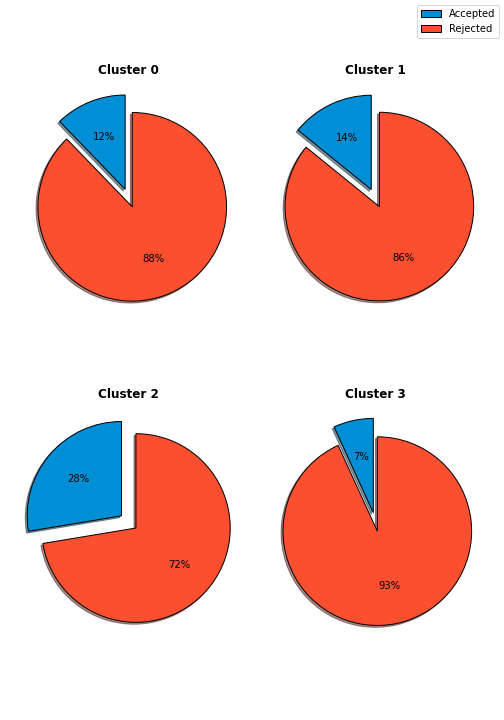 Accepted
Rejected
Cluster 0
12%
88%
Cluster 1
14%
86%
Cluster 2
28%
72%
Cluster 3
7%
93%